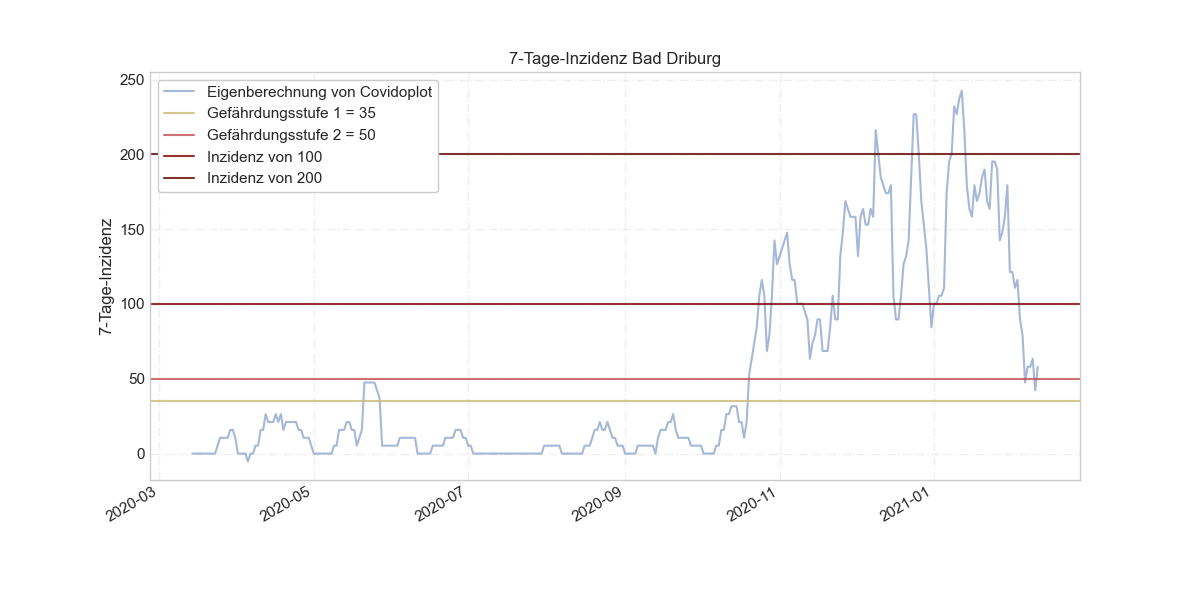 7-Tage-Inzidenz Bad Driburg
Eigenberechnung von Covidoplot
Gefährdungsstufe 1 = 35
Gefährdungsstufe 2 = 50
Inzidenz von 100
Inzidenz von 200
7-Tage-Inzidenz
250
200
150
100
50
0
2020-03
2020-05
2020-07
2020-09
2020-11
2021-01